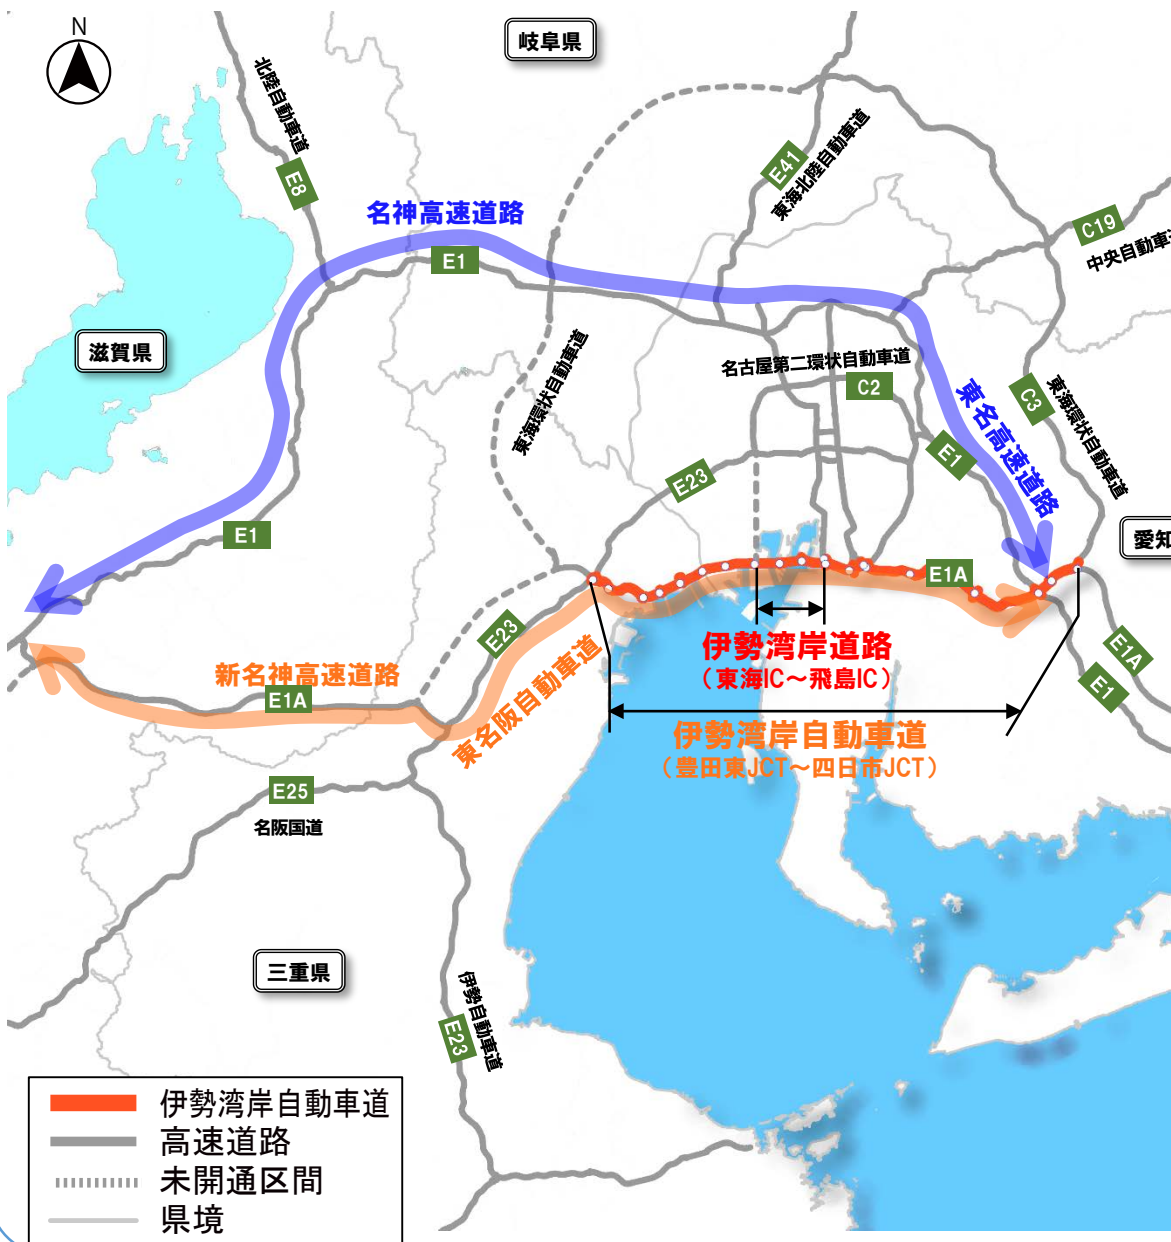 N
岐阜県
北陸自動車道
E8
E41
東海北陸自動車道
名神高速道路
E1
C19
中央自動車
滋賀県
東海環状自動車道
名古屋第二環状自動車道
C2
C3
東海環状自動車道
東名高速道路
E1
E23
E1
愛知
E1A
E23
伊勢湾岸道路
(東海IC～飛島IC)
E1A
E1
新名神高速道路
E1A
東名阪自動車道
伊勢湾岸自動車道
(豊田東JCT～四日市JCT)
E25
名阪国道
三重県
伊勢自動車道
E23
伊勢湾岸自動車道
高速道路
未開通区間
県境